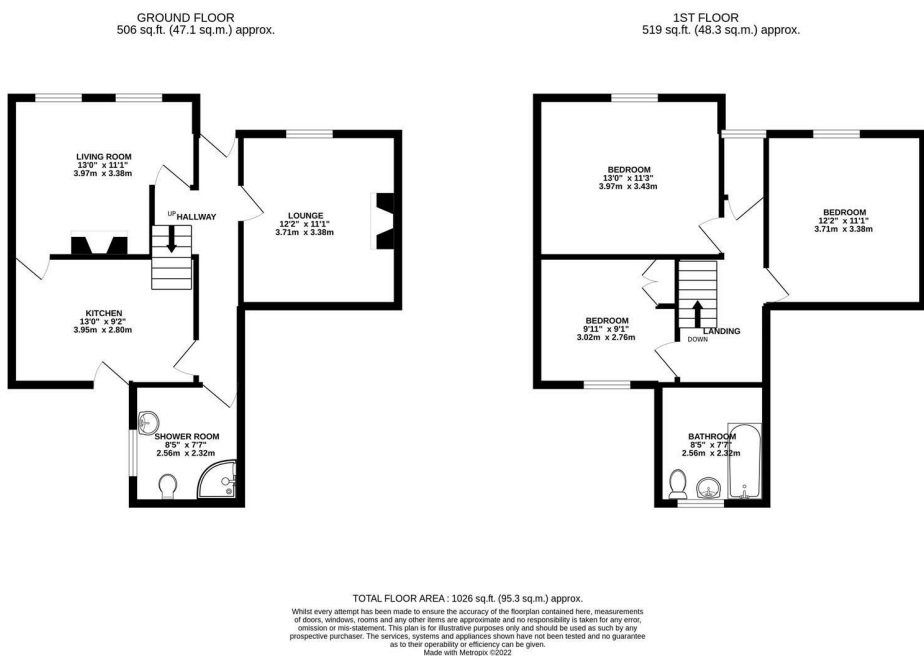 GROUND FLOOR
506 sq.ft. (47.1 sq.m.) approx.
1ST FLOOR
519 sq.ft. (48.3 sq.m.) approx.
LIVING ROOM
13'0" x 11'1"
3.97m x 3.38m
UP
HALLWAY
LOUNGE
12'2" x 11'1"
3.71m x 3.38m
KITCHEN
13'0" x 9'2"
3.95m x 2.80m
SHOWER ROOM
8'5" x 7'7"
2.56m x 2.32m
BEDROOM
13'0" x 11'3"
3.97m x 3.43m
BEDROOM
12'2" x 11'1"
3.71m x 3.38m
BEDROOM
9'11" x 9'1"
3.02m x 2.76m
LANDING
DOWN
BATHROOM
8'5" x 7'7"
2.56m x 2.32m
TOTAL FLOOR AREA : 1026 sq.ft. (95.3 sq.m.) approx.
Whilst every attempt has been made to ensure the accuracy of the floorplan contained here, measurements
of doors, windows, rooms and any other items are approximate and no responsibility is taken for any error,
omission or mis-statement. This plan is for illustrative purposes only and should be used as such by any
prospective purchaser. The services, systems and appliances shown have not been tested and no guarantee
as to their operability or efficiency can be given.
Made with Metropix ©2022